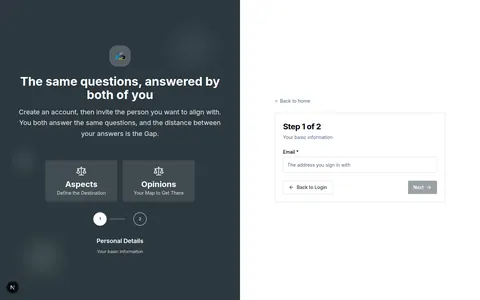 The same questions, answered by
both of you
Create an account, then invite the person you want to align with.
You both answer the same questions, and the distance between
your answers is the Gap.
Aspects
Define the Destination
Opinions
Your Map to Get There
1
2
Personal Details
Your basic information
N
Back to home
Step 1 of 2
Your basic information
Email *
The address you sign in with
Back to Login
Next